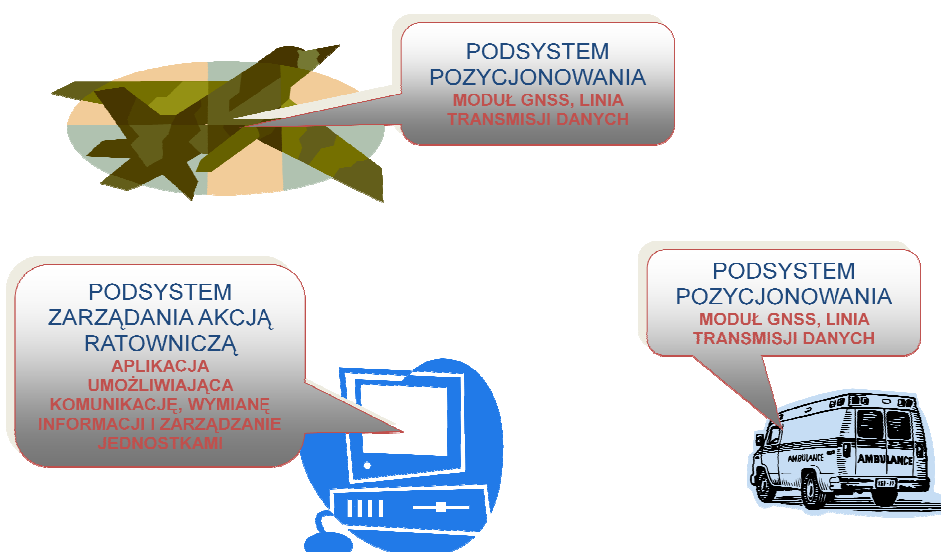 PODSYSTEM
POZYCJONOWANIA
MODUŁ GNSS, LINIA
TRANSMISJI DANYCH
PODSYSTEM
ZARZĄDANIA AKCJĄ
RATOWNICZĄ
APLIKACJA
UMOŻLIWIAJĄCA
KOMUNIKACJĘ, WYMIANĘ
INFORMACJI I ZARZĄDZANIE
JEDNOSTKAMI
PODSYSTEM
POZYCJONOWANIA
MODUŁ GNSS, LINIA
TRANSMISJI DANYCH
AMBULANCE
AMBULANCE